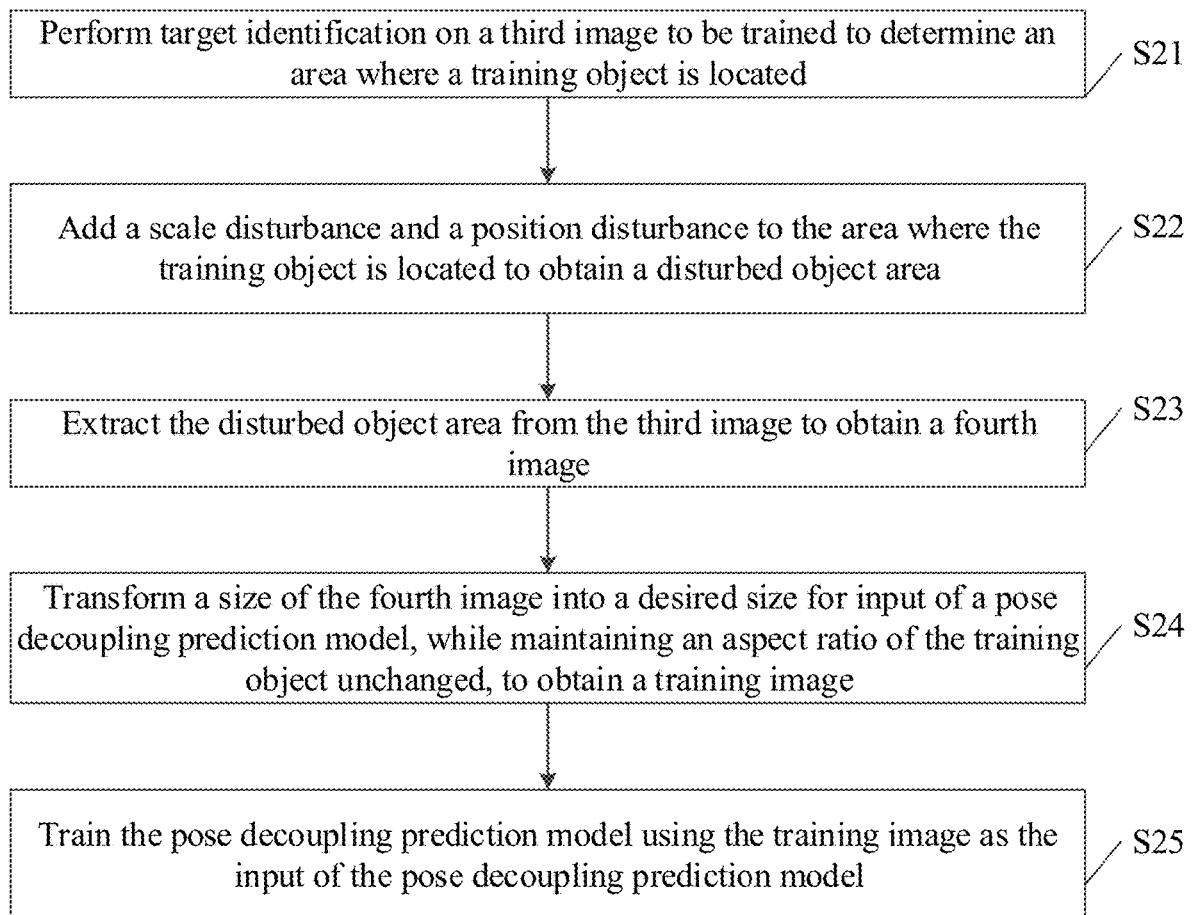 Perform target identification on a third image to be trained to determine an
area where a training object is located
S21
Add a scale disturbance and a position disturbance to the area where the
training object is located to obtain a disturbed object area
S22
Extract the disturbed object area from the third image to obtain a fourth
image
S23
Transform a size of the fourth image into a desired size for input of a pose
decoupling prediction model, while maintaining an aspect ratio of the training
object unchanged, to obtain a training image
S24
Train the pose decoupling prediction model using the training image as the
input of the pose decoupling prediction model
S25